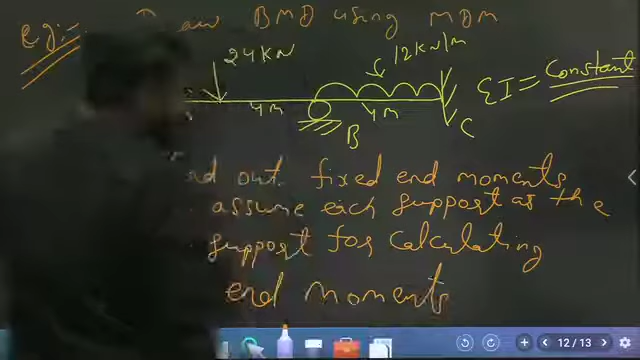 eg:- Draw BMD using MDM
24KN
12KN/m
EI = Constant
4m
4m
B
C
out fixed end moments
assume each support as the
support for calculating
end moments
12 / 13